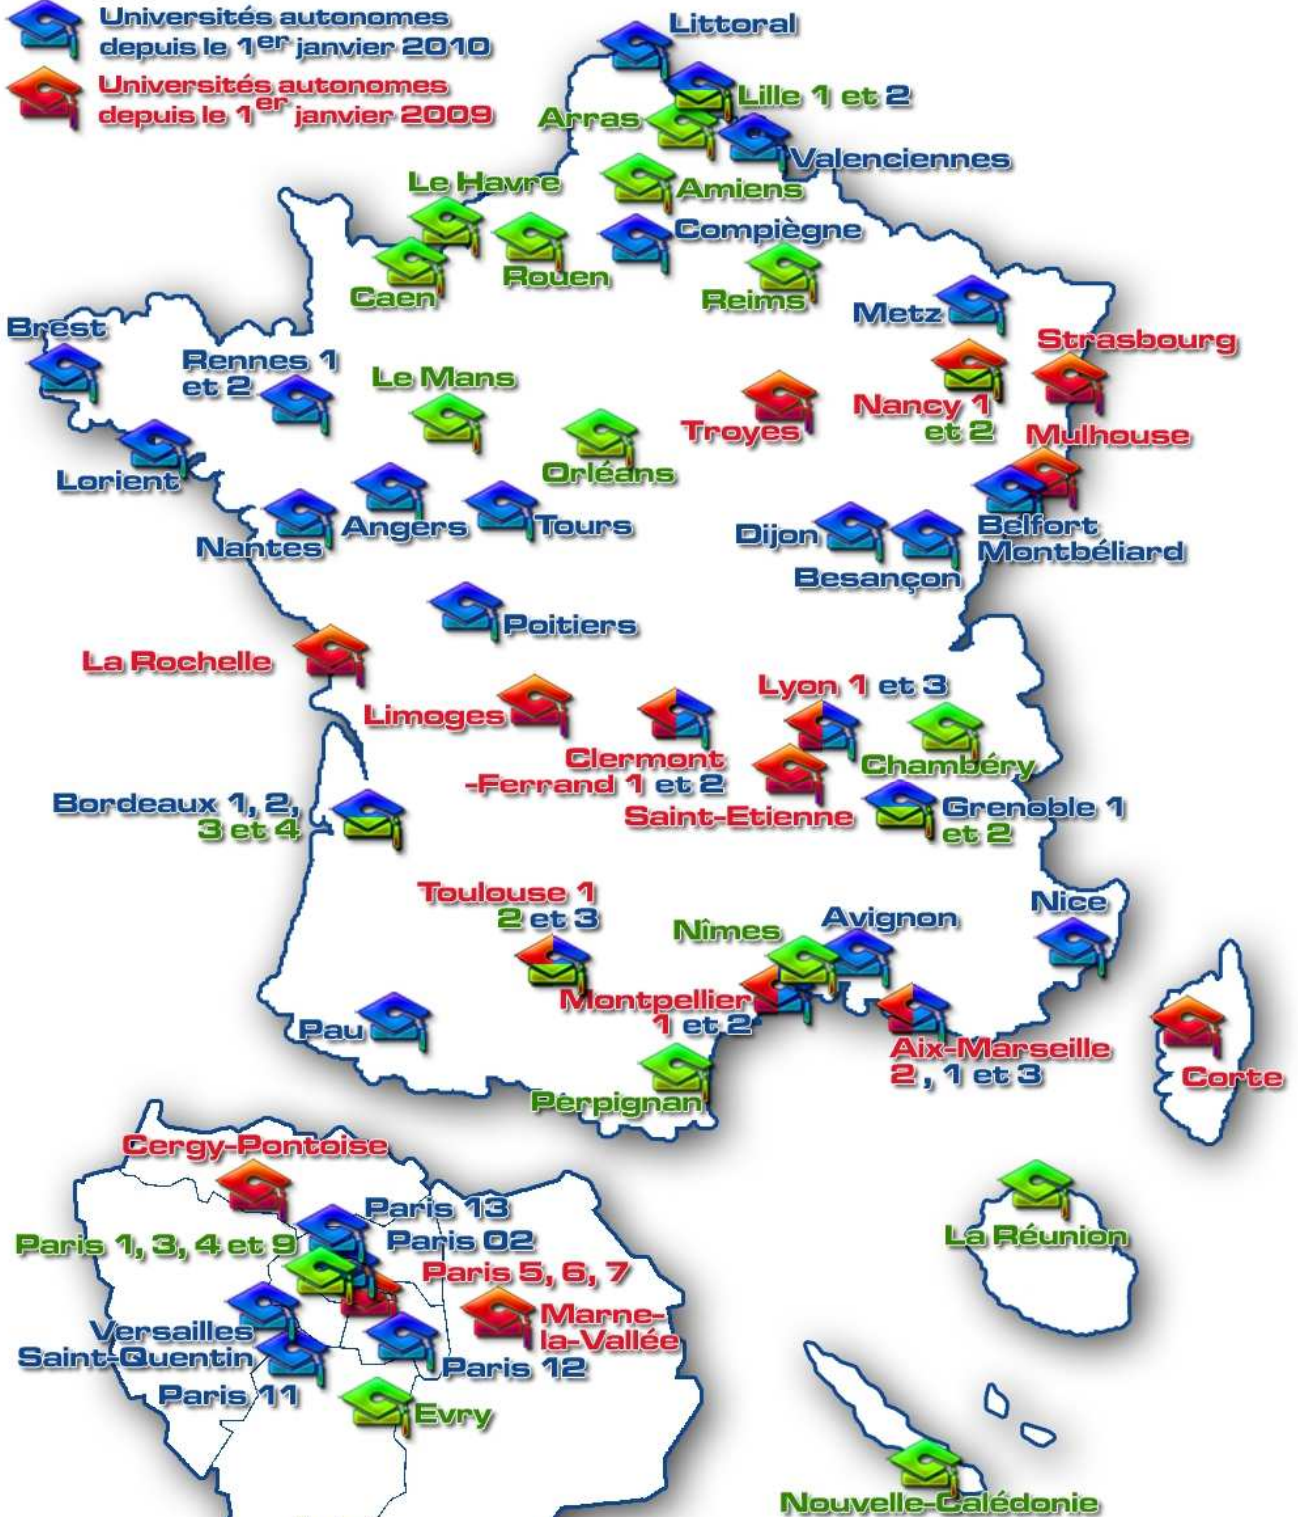 Universités autonomes
depuis le 1er janvier 2010
Universités autonomes
depuis le 1er janvier 2009
Littoral
Lille 1 et 2
Arras
Valenciennes
Le Havre
Amiens
Compiègne
Rouen
Caen
Reims
Metz
Brest
Strasbourg
Rennes 1
et 2
Le Mans
Nancy 1
et 2
Troyes
Mulhouse
Orléans
Lorient
Angers
Tours
Nantes
Dijon
Belfort
Montbéliard
Besançon
Poitiers
La Rochelle
Lyon 1 et 3
Limoges
Clermont
-Ferrand 1 et 2
Chambéry
Saint-Etienne
Bordeaux 1, 2,
3 et 4
Grenoble 1
et 2
Toulouse 1
2 et 3
Nîmes
Avignon
Nice
Montpellier
1 et 2
Pau
Aix-Marseille
2 , 1 et 3
Corte
Perpignan
Cergy-Pontoise
Paris 13
Paris 02
Paris 1, 3, 4 et 9
Paris 5, 6, 7
Marne-
la-Vallée
Versailles
Saint-Quentin
Paris 12
Paris 11
Evry
La Réunion
Nouvelle-Calédonie